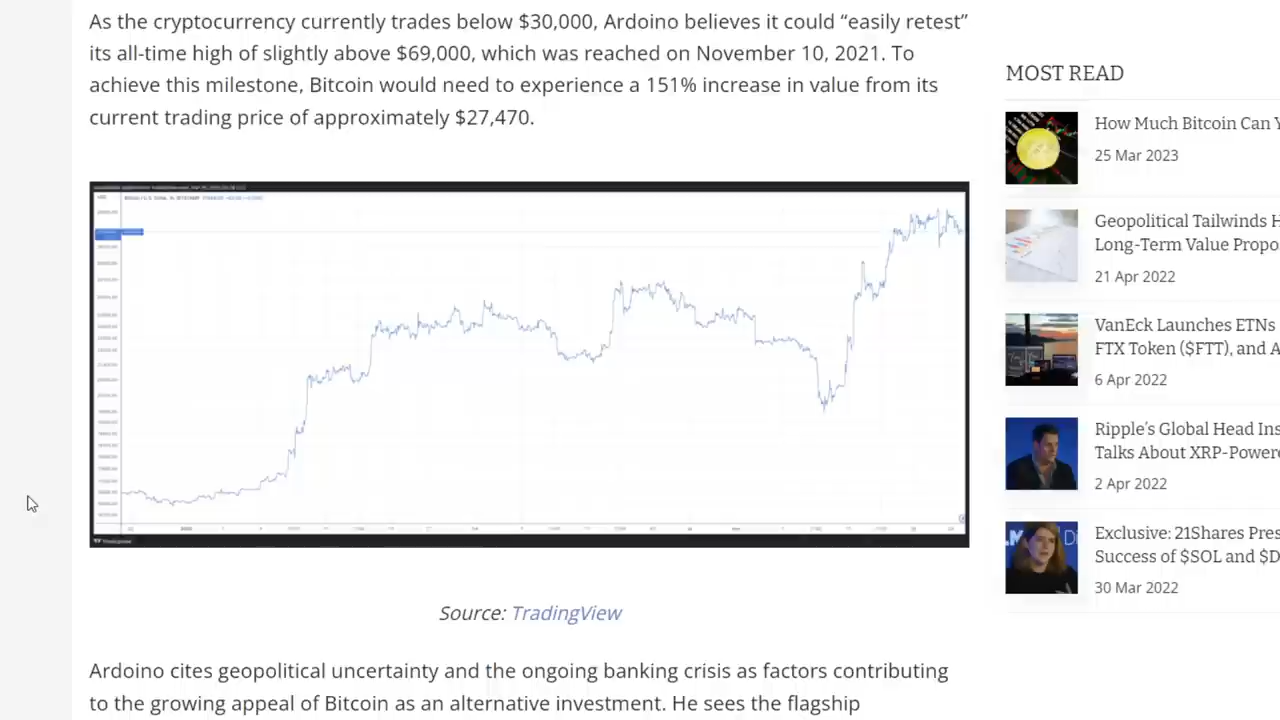 As the cryptocurrency currently trades below $30,000, Ardoino believes it could “easily retest”
its all-time high of slightly above $69,000, which was reached on November 10, 2021. To
achieve this milestone, Bitcoin would need to experience a 151% increase in value from its
current trading price of approximately $27,470.
Source: TradingView
Ardoino cites geopolitical uncertainty and the ongoing banking crisis as factors contributing
to the growing appeal of Bitcoin as an alternative investment. He sees the flagship
MOST READ
How Much Bitcoin Can
25 Mar 2023
Geopolitical Tailwinds
Long-Term Value Propo
21 Apr 2022
VanEck Launches ETNs
FTX Token ($FTT), and A
6 Apr 2022
Ripple’s Global Head Ins
Talks About XRP-Powere
2 Apr 2022
Exclusive: 21Shares Pres
Success of $SOL and $D
30 Mar 2022